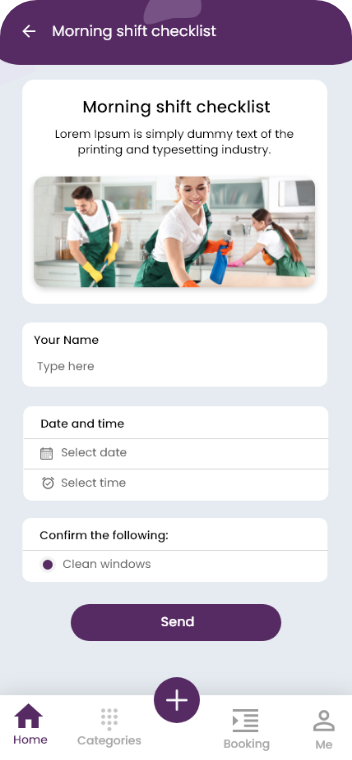 Morning shift checklist
Morning shift checklist
Lorem Ipsum is simply dummy text of the
printing and typesetting industry.
Your Name
Type here
Date and time
Select date
Select time
Confirm the following:
Clean windows
Send
Home
Categories
Booking
Me